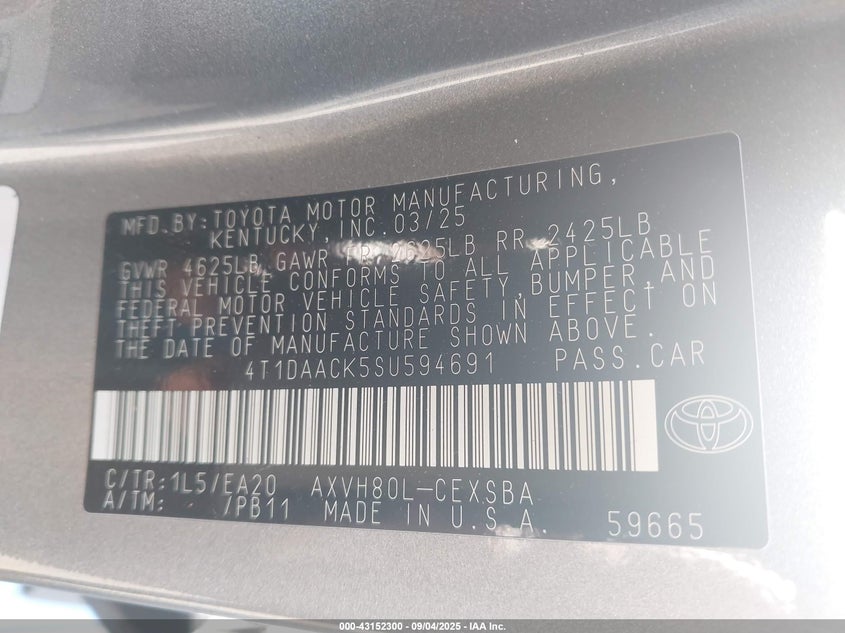 MFD. BY: TOYOTA MOTOR MANUFACTURING,
KENTUCKY, INC. 03/25
GVWR 4625LB GAWR FR 2625LB RR 2425LB
THIS VEHICLE CONFORMS TO ALL APPLICABLE
FEDERAL MOTOR VEHICLE SAFETY, BUMPER, AND
THEFT PREVENTION STANDARDS IN EFFECT ON
THE DATE OF MANUFACTURE SHOWN ABOVE.
4T1DAACK5SU594691 PASS.CAR
C/TR: 1L5/EA20 AXVH80L-CEXSBA
A/TM: - /PB11 MADE IN U.S.A. 59665
000-43152300 - 09/04/2025 - IAA Inc.